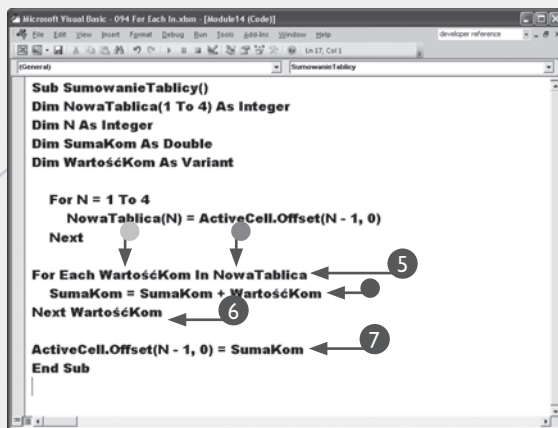 Microsoft Visual Basic - 094 For Each In.xlsm - [Module14 (Code)]
File Edit View Insert Format Debug Run Tools Add-Ins Window Help developer reference
Ln 17, Col 1
(General) SumowanieTablicy
Sub SumowanieTablicy()
Dim NowaTablica(1 To 4) As Integer
Dim N As Integer
Dim SumaKom As Double
Dim WartośćKom As Variant
For N = 1 To 4
NowaTablica(N) = ActiveCell.Offset(N - 1, 0)
Next
For Each WartośćKom In NowaTablica 5
SumaKom = SumaKom + WartośćKom
Next WartośćKom 6
ActiveCell.Offset(N - 1, 0) = SumaKom 7
End Sub